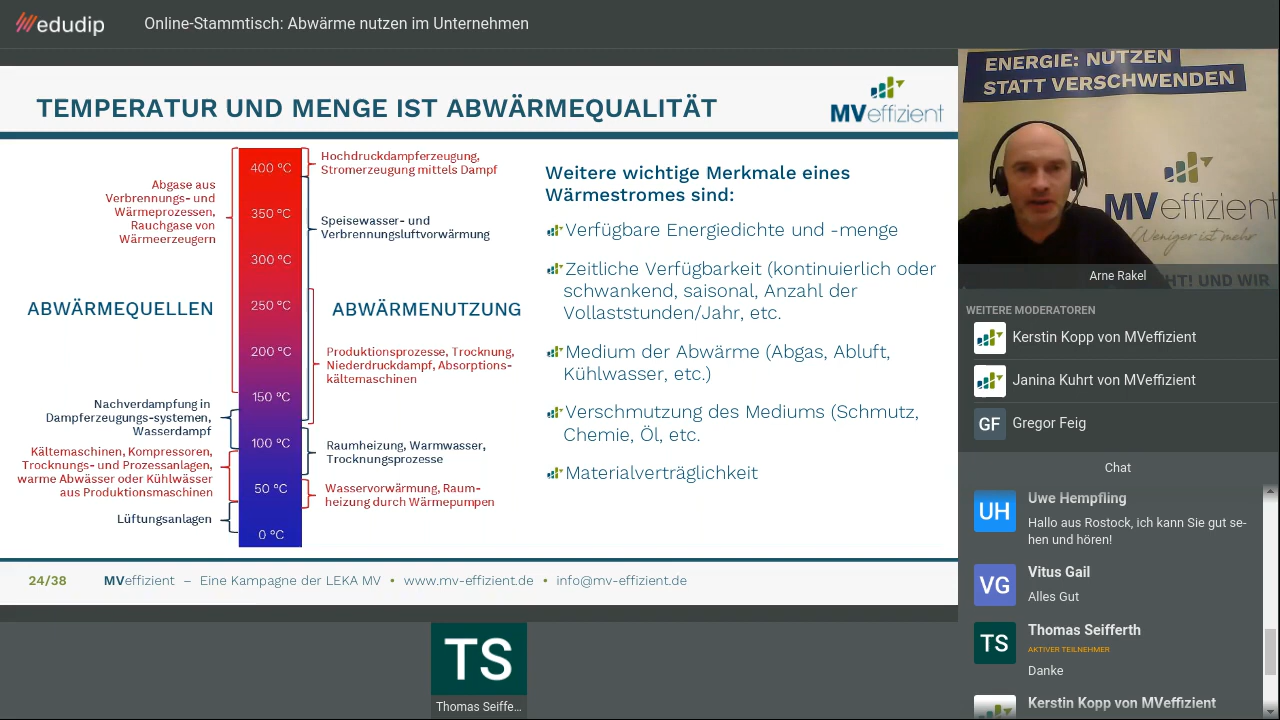 edudip
Online-Stammtisch: Abwärme nutzen im Unternehmen
TEMPERATUR UND MENGE IST ABWÄRMEQUALITÄT
MVeffizient
Abgase aus
Verbrennungs- und
Wärmeprozessen,
Rauchgase von
Wärmeerzeugern
ABWÄRMEQUELLEN
Nachverdampfung in
Dampferzeugungs-systemen,
Wasserdampf
Kältemaschinen, Kompressoren,
Trocknungs- und Prozessanlagen,
warme Abwässer oder Kühlwässer
aus Produktionsmaschinen
Lüftungsanlagen
400 °C
350 °C
300 °C
250 °C
200 °C
150 °C
100 °C
50 °C
0 °C
Hochdruckdampferzeugung,
Stromerzeugung mittels Dampf
Speisewasser- und
Verbrennungsluftvorwärmung
ABWÄRMENUTZUNG
Produktionsprozesse, Trocknung,
Niederdruckdampf, Absorptions-
kältemaschinen
Raumheizung, Warmwasser,
Trocknungsprozesse
Wasservorwärmung, Raum-
heizung durch Wärmepumpen
Weitere wichtige Merkmale eines
Wärmestromes sind:
Verfügbare Energiedichte und -menge
Zeitliche Verfügbarkeit (kontinuierlich oder
schwankend, saisonal, Anzahl der
Vollaststunden/Jahr, etc.
Medium der Abwärme (Abgas, Abluft,
Kühlwasser, etc.)
Verschmutzung des Mediums (Schmutz,
Chemie, Öl, etc.
Materialverträglichkeit
24/38
MVeffizient – Eine Kampagne der LEKA MV • www.mv-effizient.de • info@mv-effizient.de
TS
Thomas Seiffe...
ENERGIE: NUTZEN
STATT VERSCHWENDEN
MVeffizient
Weniger ist mehr
HT! UND WIR
Arne Rakel
WEITERE MODERATOREN
Kerstin Kopp von MVeffizient
Janina Kuhrt von MVeffizient
GF
Gregor Feig
Chat
UH
Uwe Hempfling
Hallo aus Rostock, ich kann Sie gut se-
hen und hören!
VG
Vitus Gail
Alles Gut
TS
Thomas Seifferth
AKTIVER TEILNEHMER
Danke
Kerstin Kopp von MVeffizient